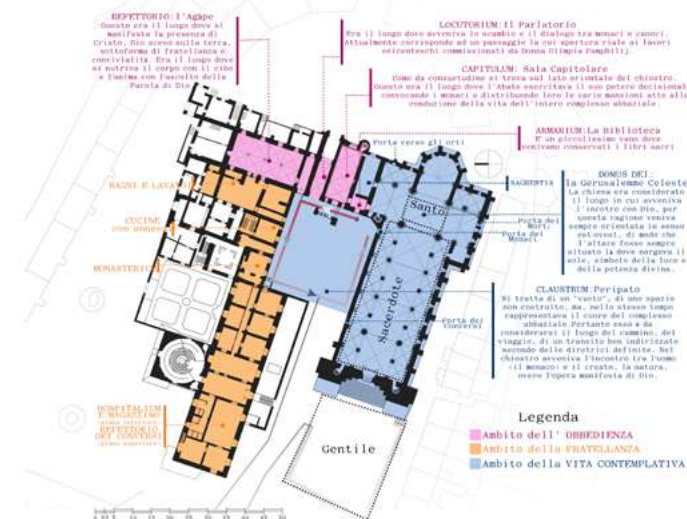 REFETTORIO: l'Agàpe
Questo era il luogo dove si
manifesta la presenza di
Cristo, Dio sceso sulla terra,
sottoforma di fratellanza e
convivialità. Era il luogo dove
si nutriva il corpo con il cibo
e l'anima con l'ascolto della
Parola di Dio
LOCUTORIUM: Il Parlatorio
Era il luogo dove avveniva lo scambio e il dialogo tra monaci e
Attualmente corrisponde ad un passaggio la cui apertura risale ai lavori
seicenteschi commissionati da Donna Olimpia Pamphilj.
CAPITULUM: Sala Capitolare
Come da consuetudine si trova sul lato orientale del chiostro.
Questo era il luogo dove l'Abate esercitava il suo potere decisionale
convocando i monaci e distribuendo loro le varie mansioni atte alla
conduzione della vita dell'intero complesso abbaziale.
ARMARIUM: La Biblioteca
E' un piccolissimo vano dove
venivano conservati i libri sacri
Porta verso gli orti
SAGRESTIA
DOMUS DEI:
la Gerusalemme Celeste
La chiesa era considerata
il luogo in cui avveniva
l'incontro con Dio, per
questa ragione veniva
sempre orientata in senso
est-ovest, di modo che
l'altare fosse sempre
situato là dove sorgeva il
sole, simbolo della luce e
della potenza divina.
BAGNI E LAVATOI
CUCINE
con annessi
MONASTERIUM
Santo
Porta dei
Morti
Porta dei
Monaci
Sacerdote
Porta dei
Conversi
CLAUSTRUM: Peripato
Si tratta di un "vuoto", di uno spazio
non costruito, ma, nello stesso tempo
rappresentava il cuore del complesso
abbaziale. Pertanto esso è da
considerarsi il luogo del cammino, del
viaggio, di un transito ben indirizzato
secondo delle direttrici definite. Nel
chiostro avveniva l'incontro tra l'uomo
(il monaco) e il creato, la natura,
ovvero l'opera manifesta di Dio.
HOSPITALIUM
E MAGAZZINO
(piano inferiore)
REFETTORIO
DEI CONVERSI
(piano superiore)
Gentile
Legenda
Ambito dell' OBBEDIENZA
Ambito della FRATELLANZA
Ambito della VITA CONTEMPLATIVA